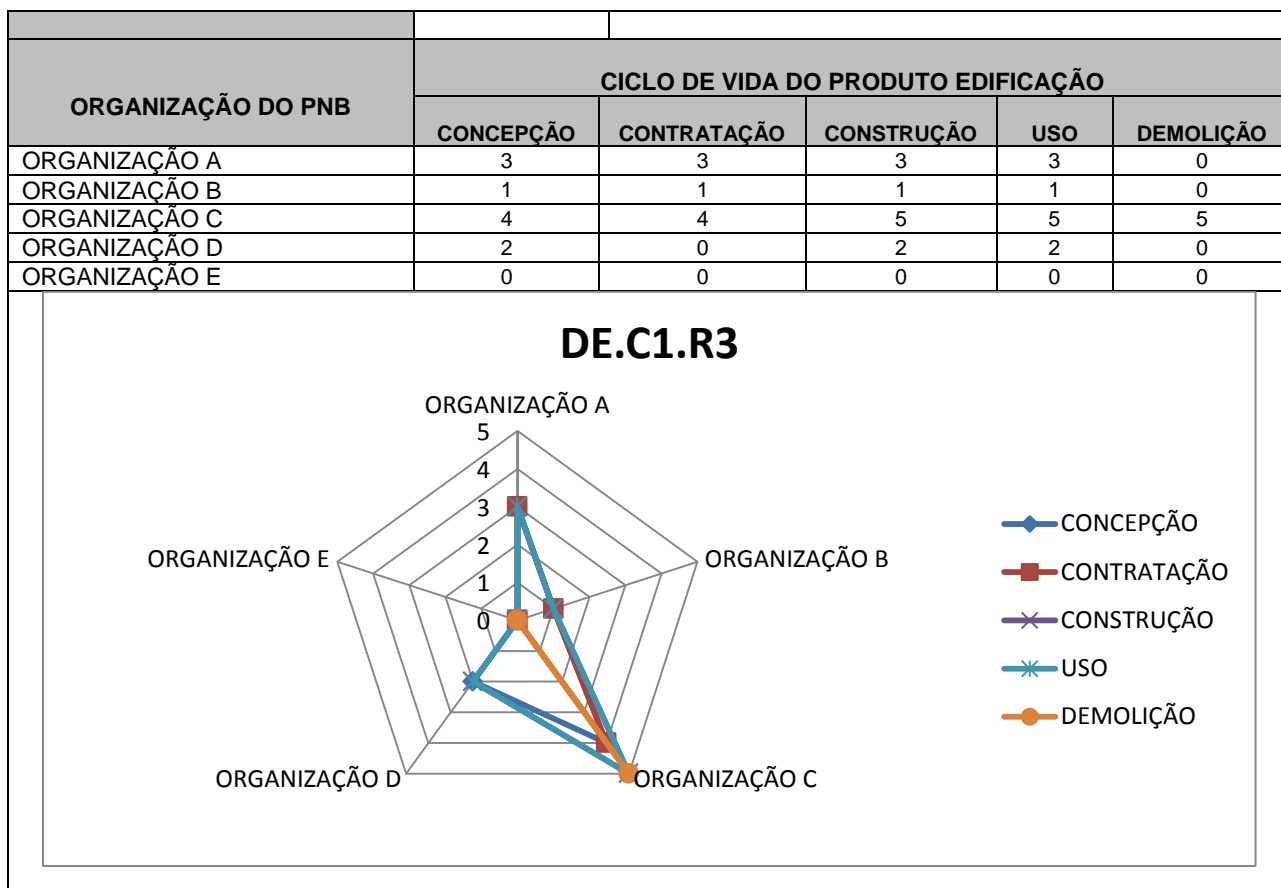 CICLO DE VIDA DO PRODUTO EDIFICAÇÃO
ORGANIZAÇÃO DO PNB
CONCEPÇÃO CONTRATAÇÃO CONSTRUÇÃO USO DEMOLIÇÃO
ORGANIZAÇÃO A 3 3 3 3 0
ORGANIZAÇÃO B 1 1 1 1 0
ORGANIZAÇÃO C 4 4 5 5 5
ORGANIZAÇÃO D 2 0 2 2 0
ORGANIZAÇÃO E 0 0 0 0 0
DE.C1.R3
ORGANIZAÇÃO A
5
4
3
2
1
0
ORGANIZAÇÃO B
ORGANIZAÇÃO C
ORGANIZAÇÃO D
ORGANIZAÇÃO E
CONCEPÇÃO
CONTRATAÇÃO
CONSTRUÇÃO
USO
DEMOLIÇÃO